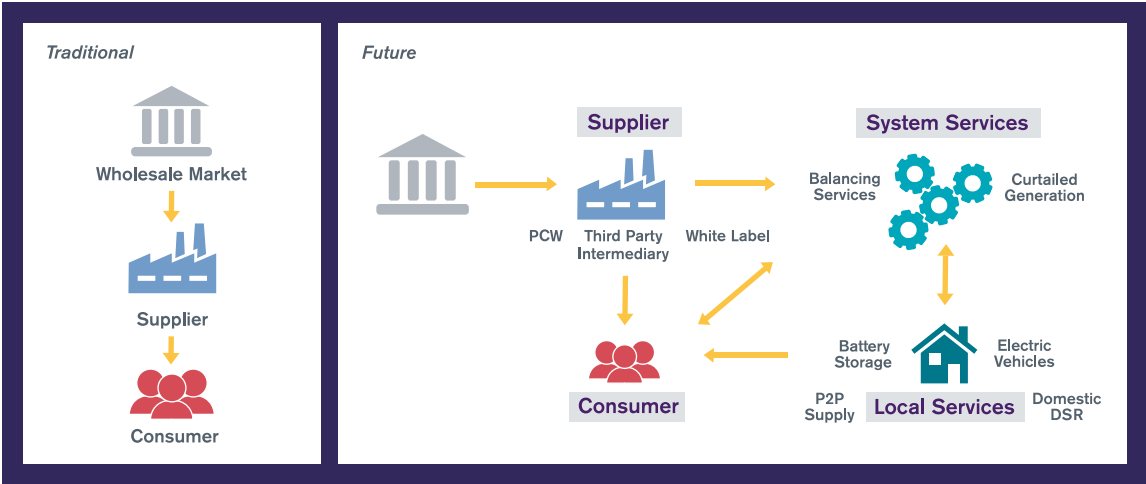 Traditional
Wholesale Market
Supplier
Consumer
Future
Supplier
PCW
Third Party
Intermediary
White Label
Consumer
System Services
Balancing
Services
Curtailed
Generation
Battery
Storage
Electric
Vehicles
P2P
Supply
Local Services
Domestic
DSR